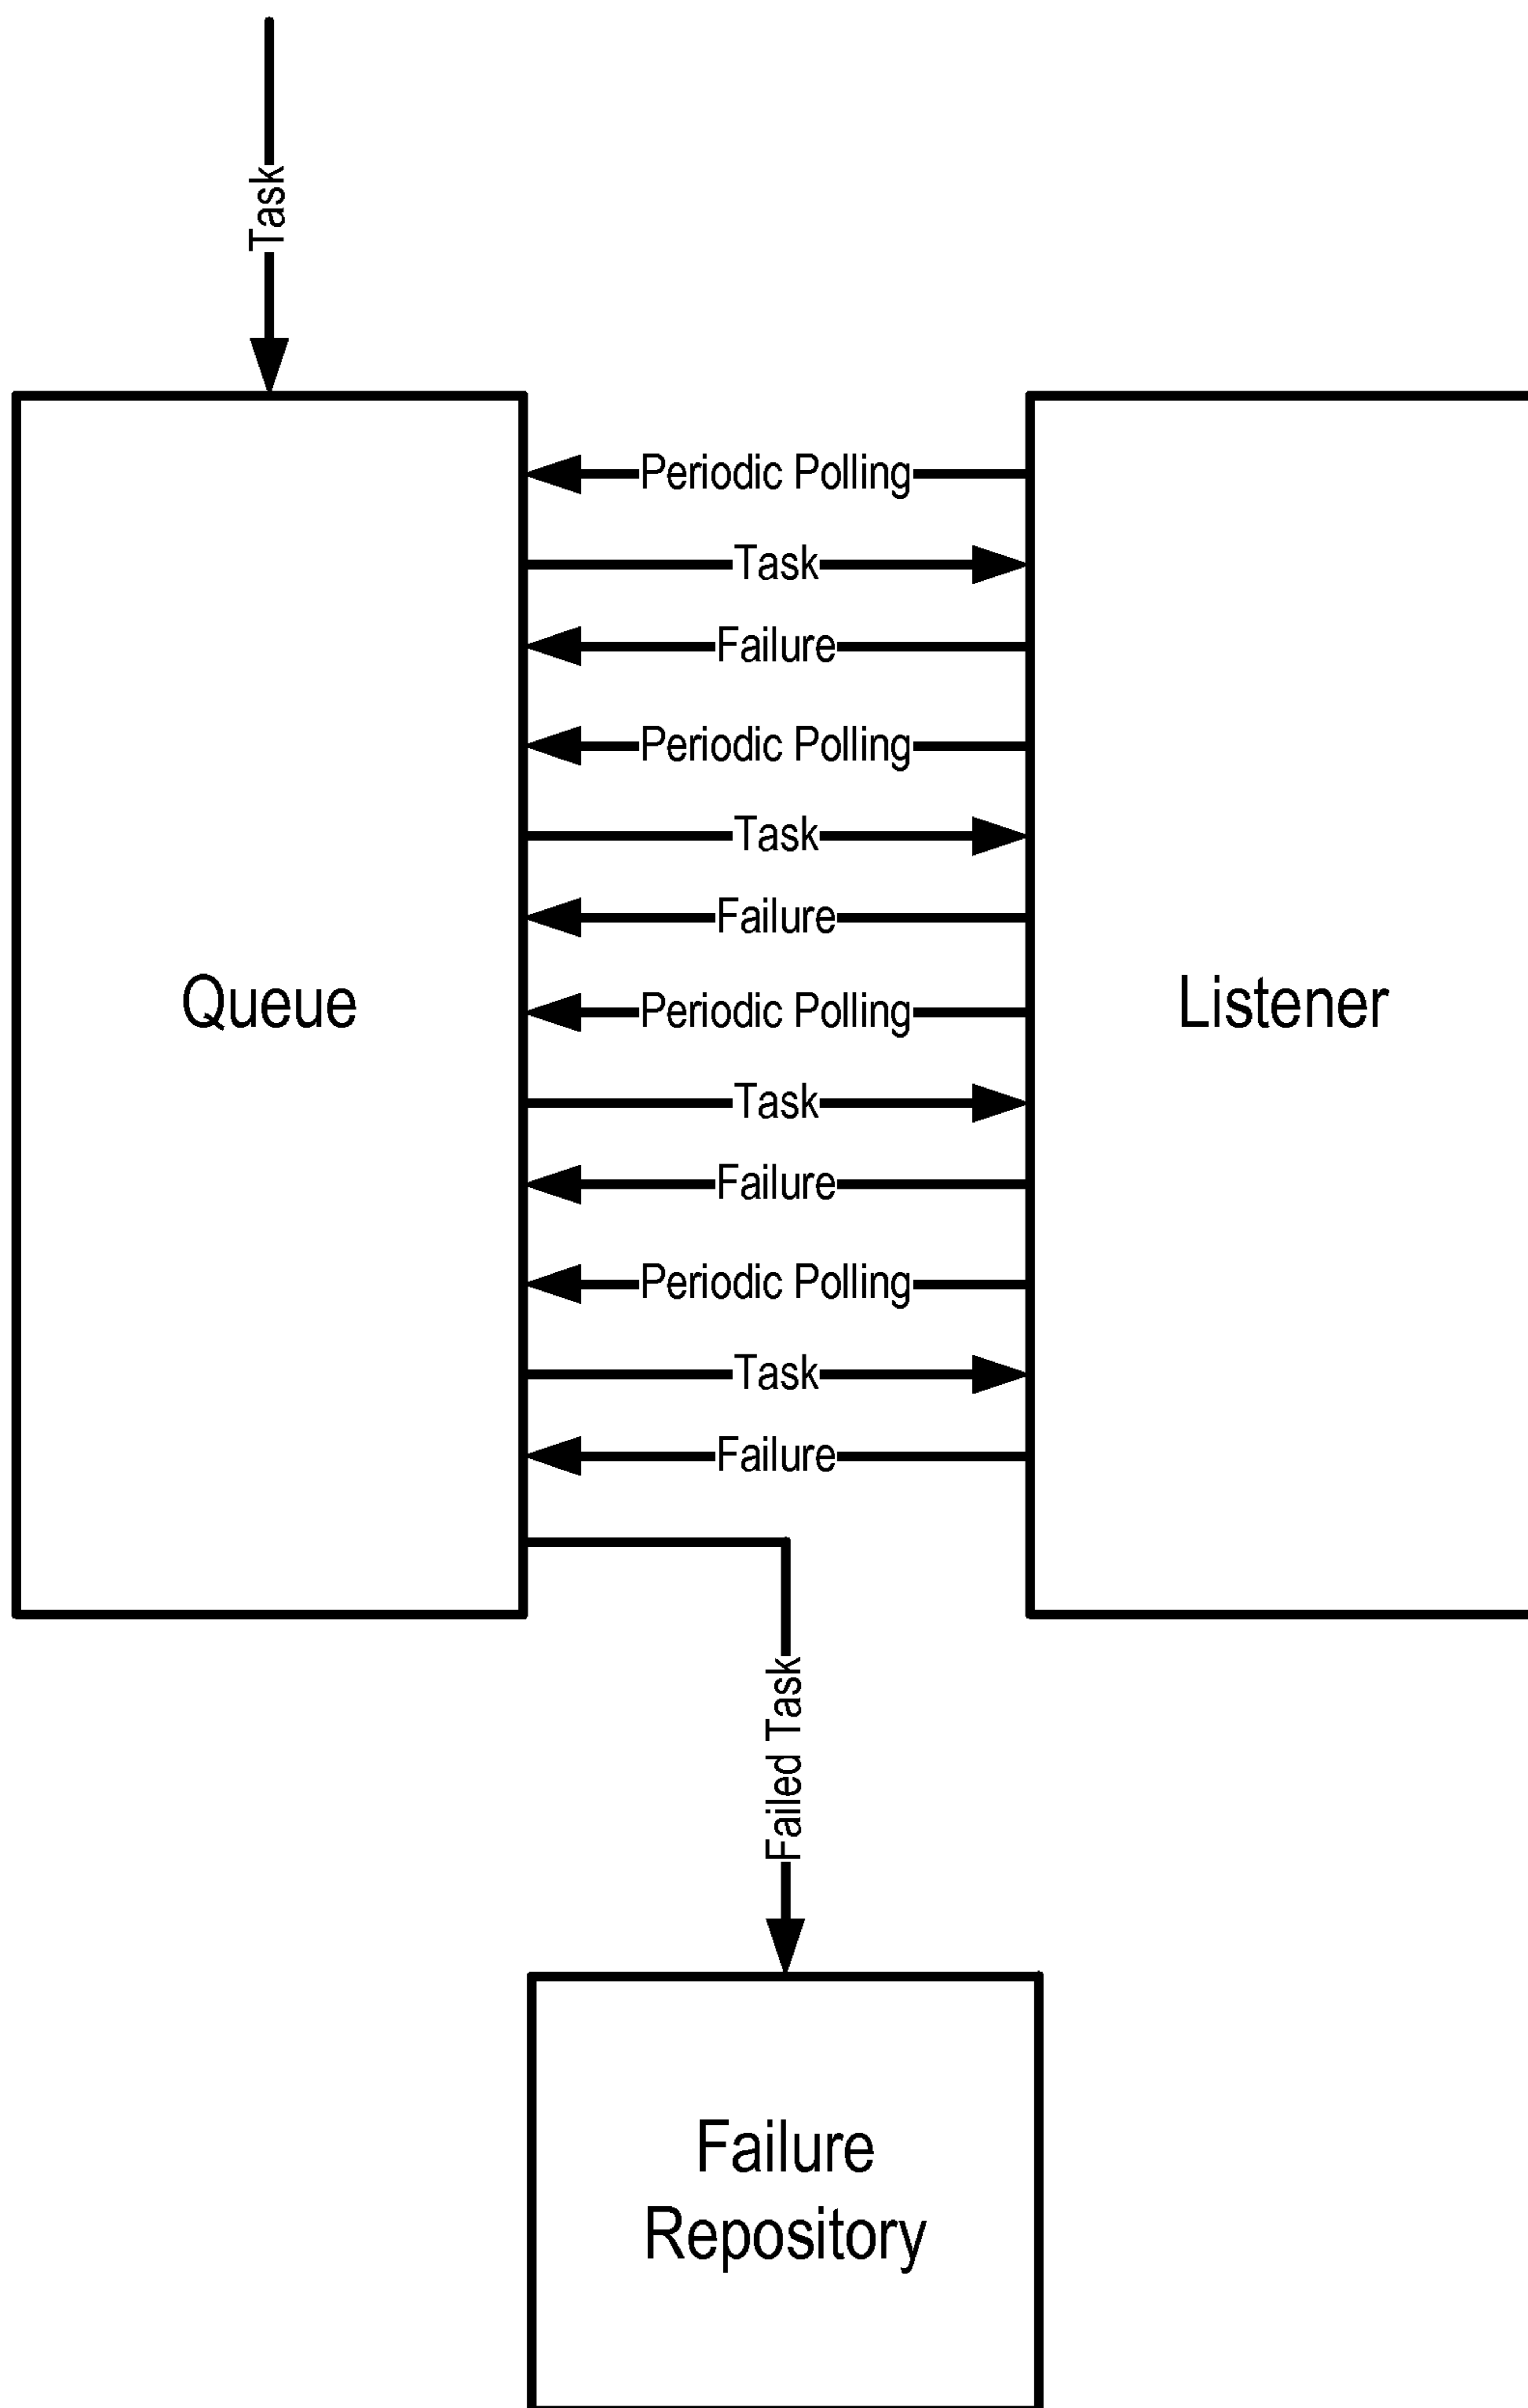 Task
Periodic Polling
Task
Failure
Periodic Polling
Task
Failure
Queue
Listener
Periodic Polling
Task
Failure
Periodic Polling
Task
Failure
Failed Task
Failure
Repository